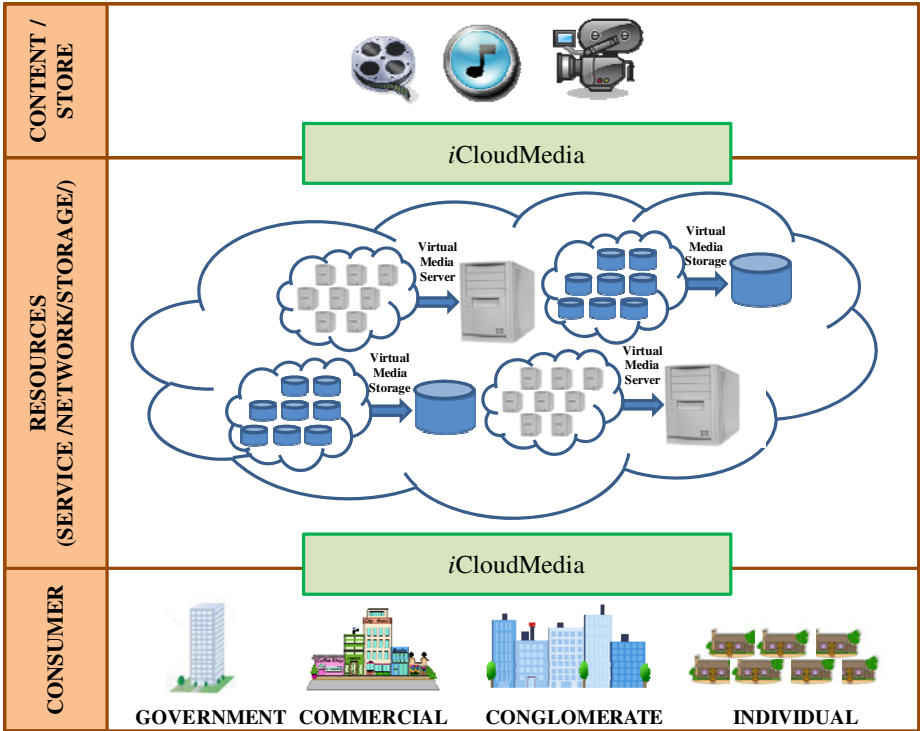 CONTENT /
STORE
iCloudMedia
RESOURCES
(SERVICE /NETWORK/STORAGE/)
Virtual
Media
Server
Virtual
Media
Storage
Virtual
Media
Storage
Virtual
Media
Server
iCloudMedia
CONSUMER
GOVERNMENT
COMMERCIAL
CONGLOMERATE
INDIVIDUAL